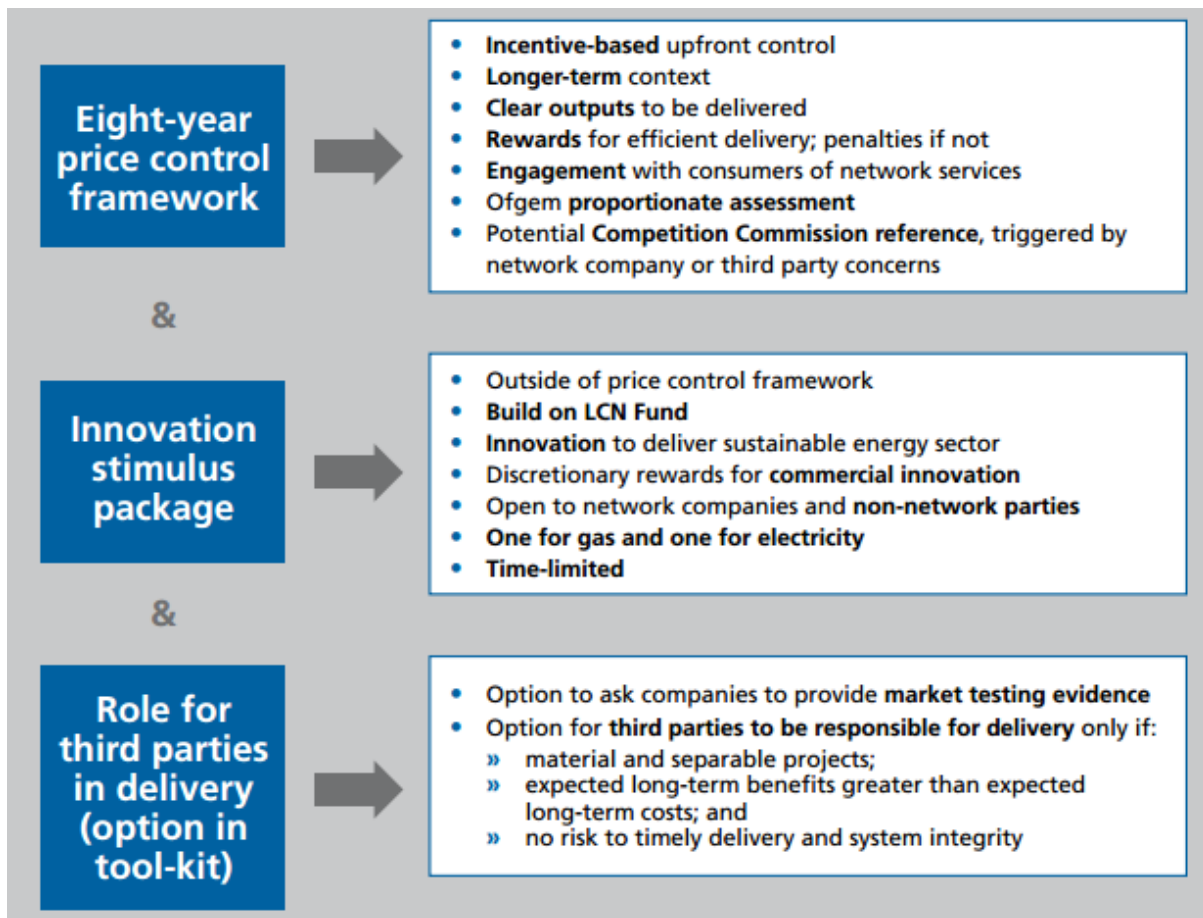 Eight-year
price control
framework
• Incentive-based upfront control
• Longer-term context
• Clear outputs to be delivered
• Rewards for efficient delivery; penalties if not
• Engagement with consumers of network services
• Ofgem proportionate assessment
• Potential Competition Commission reference, triggered by
network company or third party concerns
&
Innovation
stimulus
package
• Outside of price control framework
• Build on LCN Fund
• Innovation to deliver sustainable energy sector
• Discretionary rewards for commercial innovation
• Open to network companies and non-network parties
• One for gas and one for electricity
• Time-limited
&
Role for
third parties
in delivery
(option in
tool-kit)
• Option to ask companies to provide market testing evidence
• Option for third parties to be responsible for delivery only if:
» material and separable projects;
» expected long-term benefits greater than expected
long-term costs; and
» no risk to timely delivery and system integrity